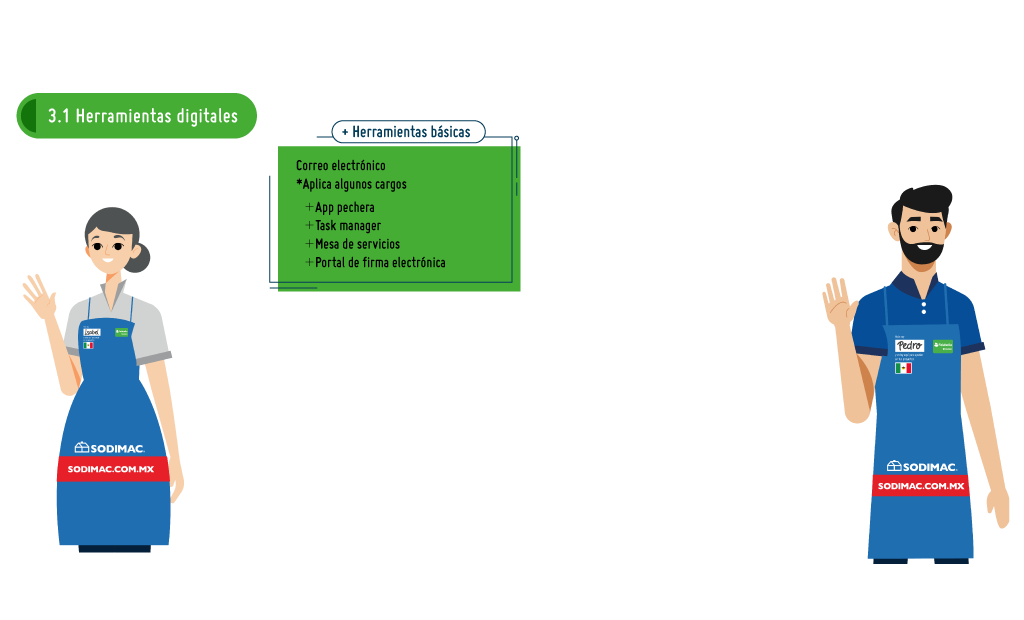 3.1 Herramientas digitales
+ Herramientas básicas
Correo electrónico
*Aplica algunos cargos
+App pechera
+Task manager
+Mesa de servicios
+Portal de firma electrónica
Isabel
SODIMAC
SODIMAC.COM.MX
Pedro
SODIMAC
SODIMAC.COM.MX